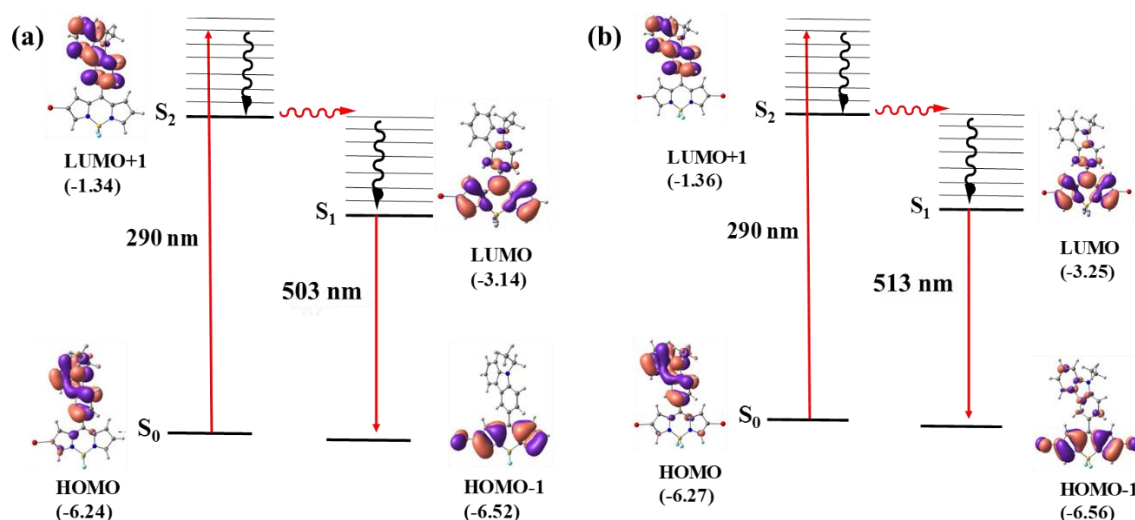 (a)
S2
LUMO+1
(-1.34)
290 nm
S1
LUMO
(-3.14)
503 nm
S0
HOMO
(-6.24)
HOMO-1
(-6.52)
(b)
S2
LUMO+1
(-1.36)
290 nm
S1
LUMO
(-3.25)
513 nm
S0
HOMO
(-6.27)
HOMO-1
(-6.56)